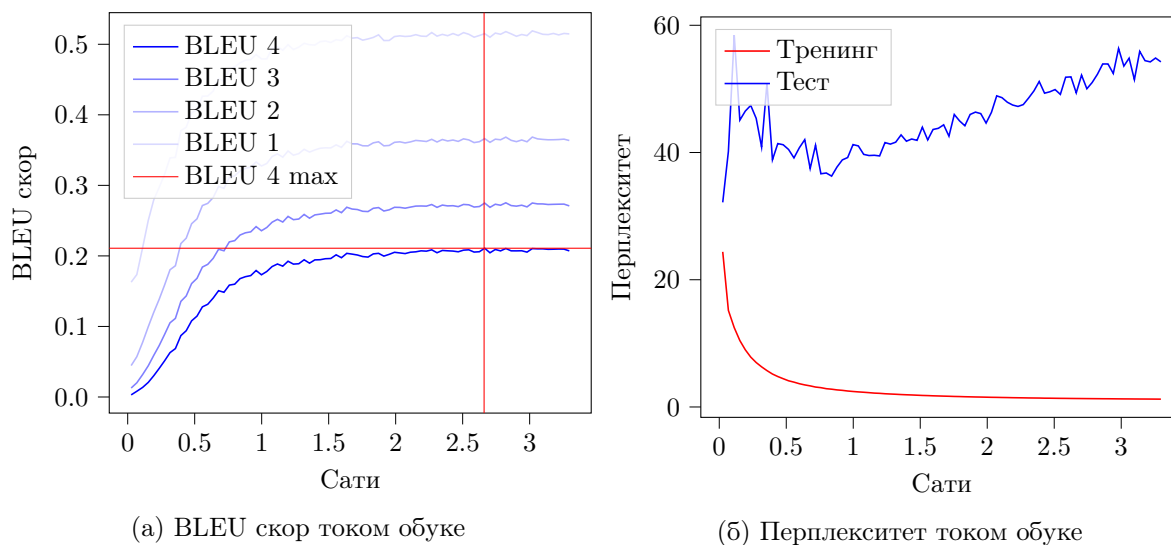 BLEU 4
BLEU 3
BLEU 2
BLEU 1
BLEU 4 max
BLEU скор
0.5
0.4
0.3
0.2
0.1
0.0
0 0.5 1 1.5 2 2.5 3
Сати
(а) BLEU скор током обуке
Тренинг
Тест
Перплекситет
60
40
20
0
0 0.5 1 1.5 2 2.5 3
Сати
(б) Перплекситет током обуке